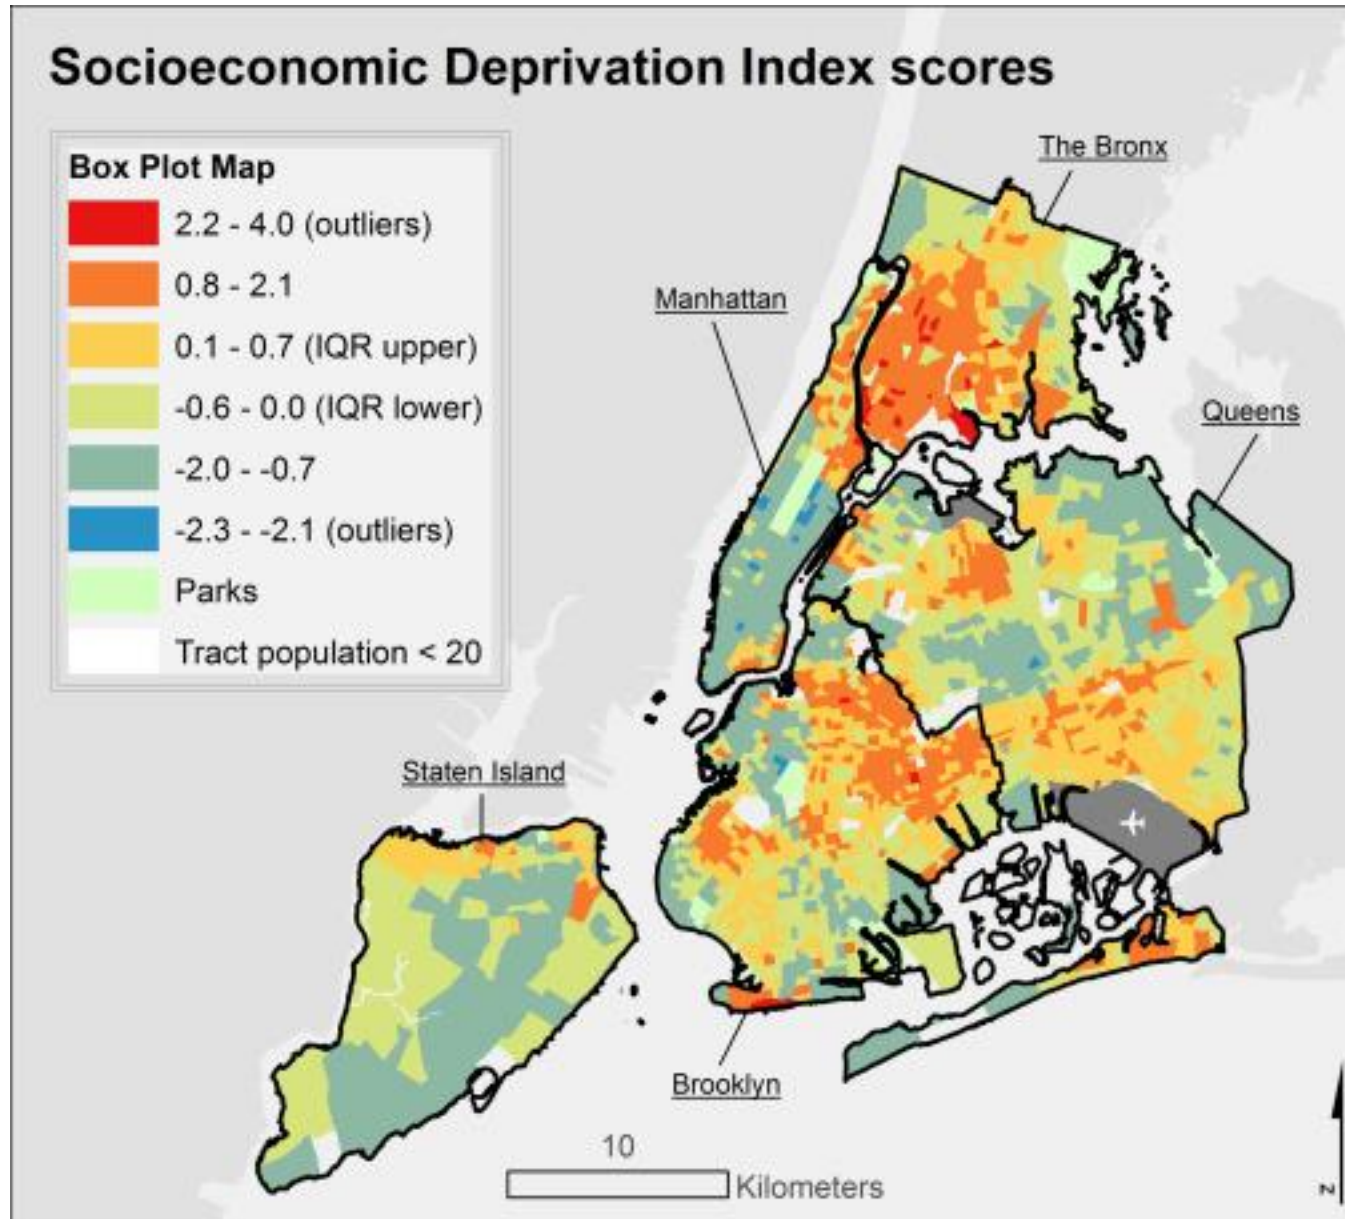 Socioeconomic Deprivation Index scores
Box Plot Map
2.2 - 4.0 (outliers)
0.8 - 2.1
0.1 - 0.7 (IQR upper)
-0.6 - 0.0 (IQR lower)
-2.0 - -0.7
-2.3 - -2.1 (outliers)
Parks
Tract population < 20
The Bronx
Manhattan
Queens
Staten Island
Brooklyn
10
Kilometers
N